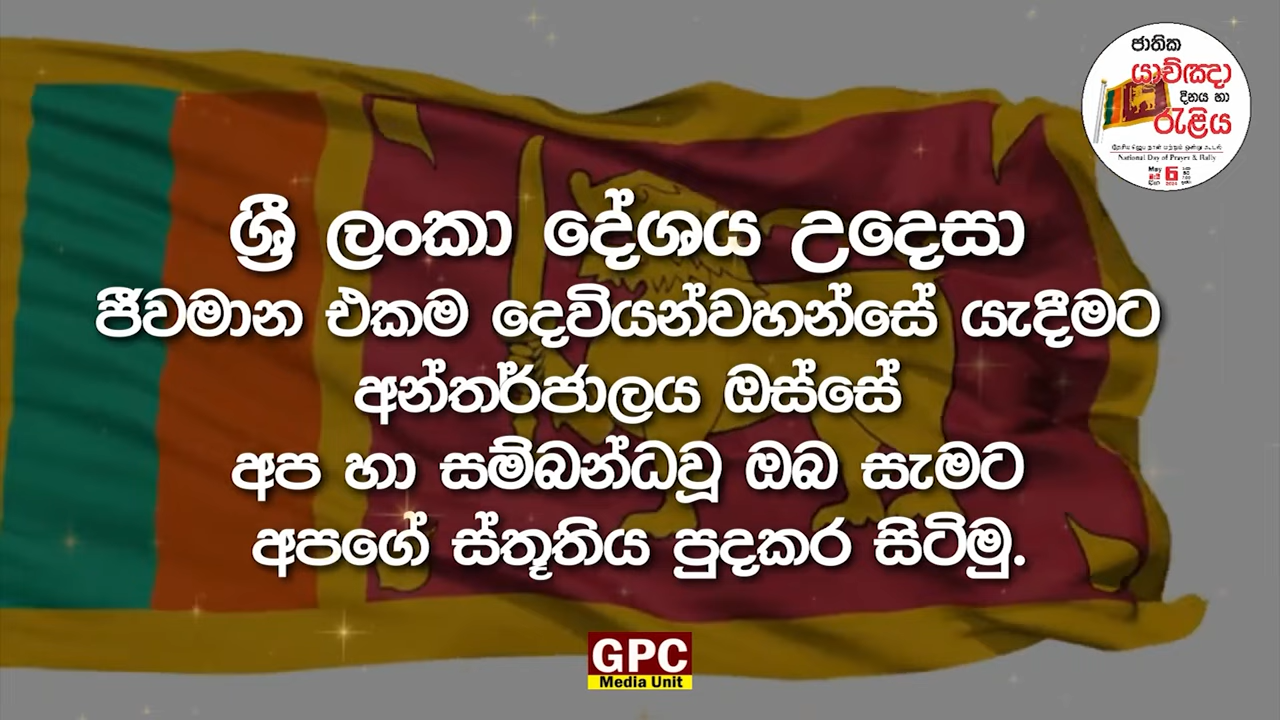 ජාතික
යාච්ඤා
දිනය හා
රැළිය
National Day of Prayer & Rally
May
6
ශ්‍රී ලංකා දේශය උදෙසා
ජීවමාන එකම දෙවියන්වහන්සේ යැදීමට
අන්තර්ජාලය ඔස්සේ
අප හා සම්බන්ධවූ ඔබ සැමට
අපගේ ස්තූතිය පුදකර සිටිමු.
GPC
Media Unit